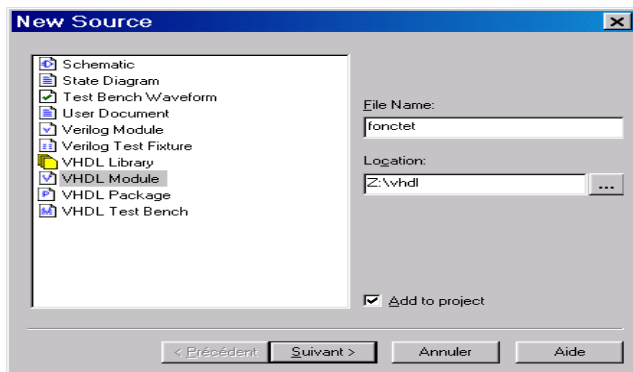 New Source
Schematic
State Diagram
Test Bench Waveform
User Document
Verilog Module
Verilog Test Fixture
VHDL Library
VHDL Module
VHDL Package
VHDL Test Bench
File Name:
fonctet
Location:
Z:\vhdl
...
Add to project
< Précédent
Suivant >
Annuler
Aide